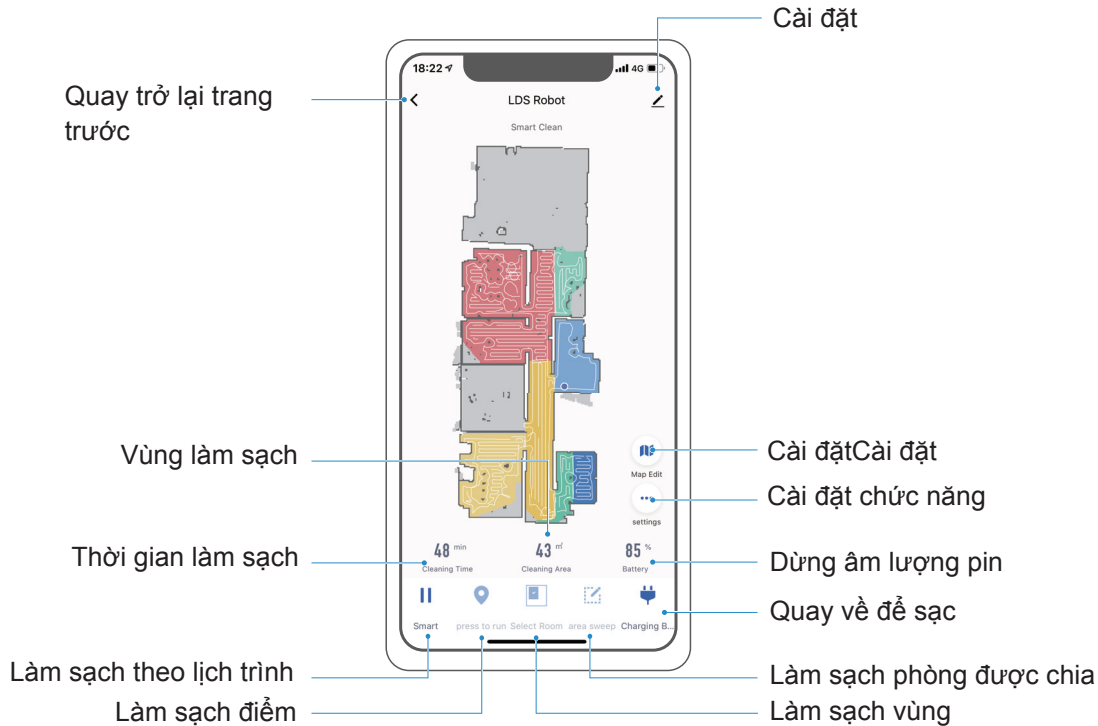 Cài đặt
18:22
4G
Quay trở lại trang
trước
LDS Robot
Smart Clean
Vùng làm sạch
Cài đặtCài đặt
Map Edit
Cài đặt chức năng
settings
Thời gian làm sạch
48 min
43 ㎡
85 %
Cleaning Time
Cleaning Area
Battery
Dừng âm lượng pin
Quay về để sạc
Smart
press to run
Select Room
area sweep
Charging B...
Làm sạch theo lịch trình
Làm sạch phòng được chia
Làm sạch điểm
Làm sạch vùng